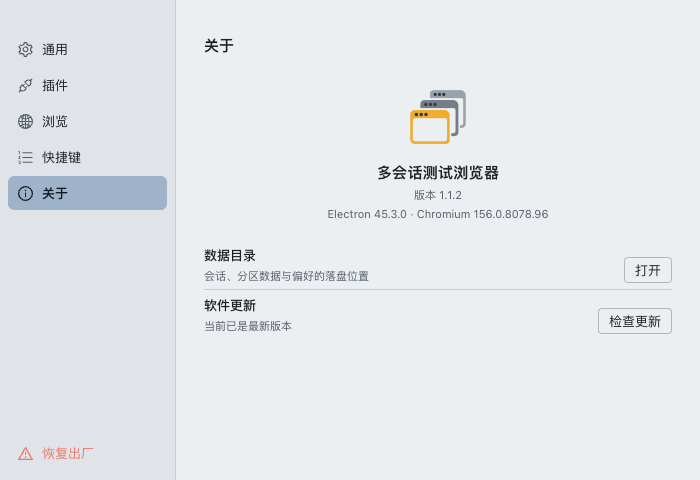 通用
插件
浏览
快捷键
关于
恢复出厂
关于
多会话测试浏览器
版本 1.1.2
Electron 45.3.0 · Chromium 156.0.8078.96
数据目录
会话、分区数据与偏好的落盘位置
打开
软件更新
当前已是最新版本
检查更新